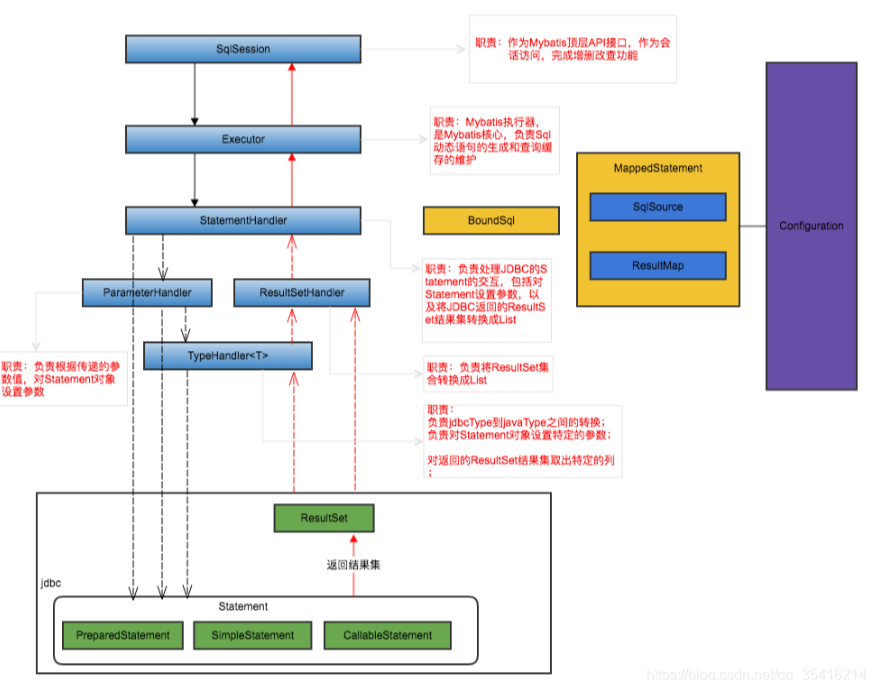 SqlSession
职责：作为Mybatis顶层API接口，作为会
话访问，完成增删改查功能
Executor
职责：Mybatis执行器，
是Mybatis核心，负责Sql
动态语句的生成和查询缓
存的维护
StatementHandler
BoundSql
MappedStatement
SqlSource
ResultMap
Configuration
职责：负责处理JDBC的S
tatement的交互，包括对
Statement设置参数，以
及将JDBC返回的ResultS
et结果集转换成List
ParameterHandler
ResultSetHandler
TypeHandler<T>
职责：负责根据传递的参
数值，对Statement对象
设置参数
职责：负责将ResultSet集
合转换成List
职责：
负责jdbcType到javaType之间的转换；
负责对Statement对象设置特定的参数；
对返回的ResultSet结果集取出特定的列
；
ResultSet
返回结果集
jdbc
Statement
PreparedStatement
SimpleStatement
CallableStatement
https://blog.csdn.net/qq_35416214